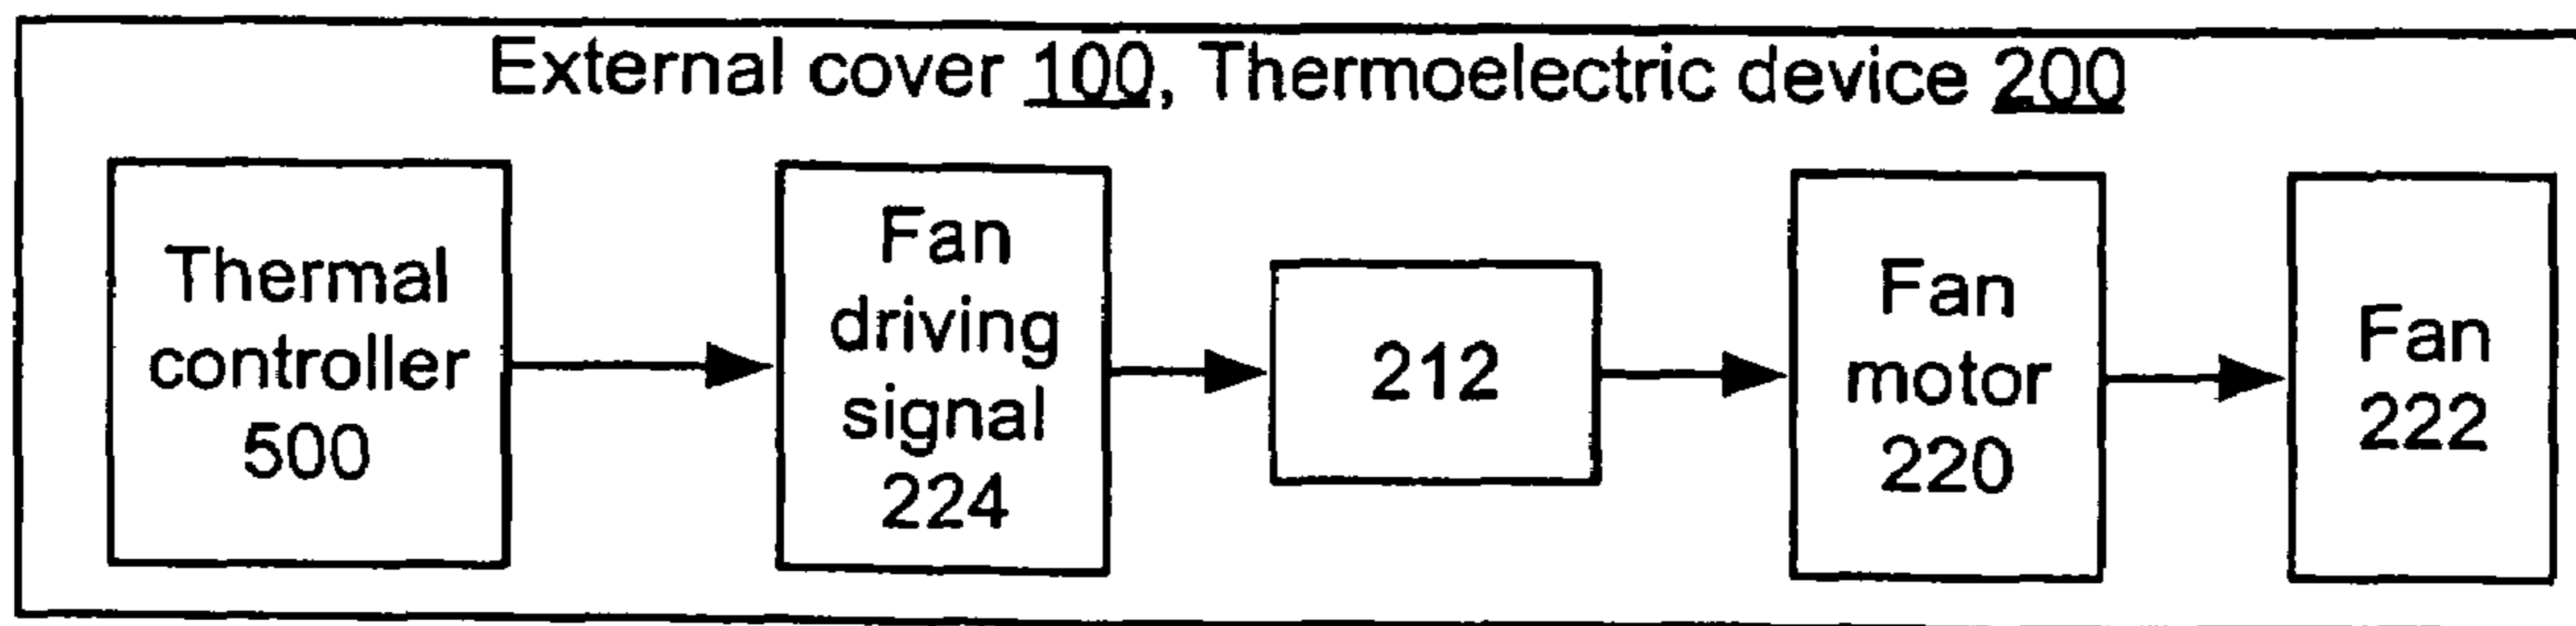 External cover 100, Thermoelectric device 200
Thermal
controller
500
Fan
driving
signal
224
212
Fan
motor
220
Fan
222